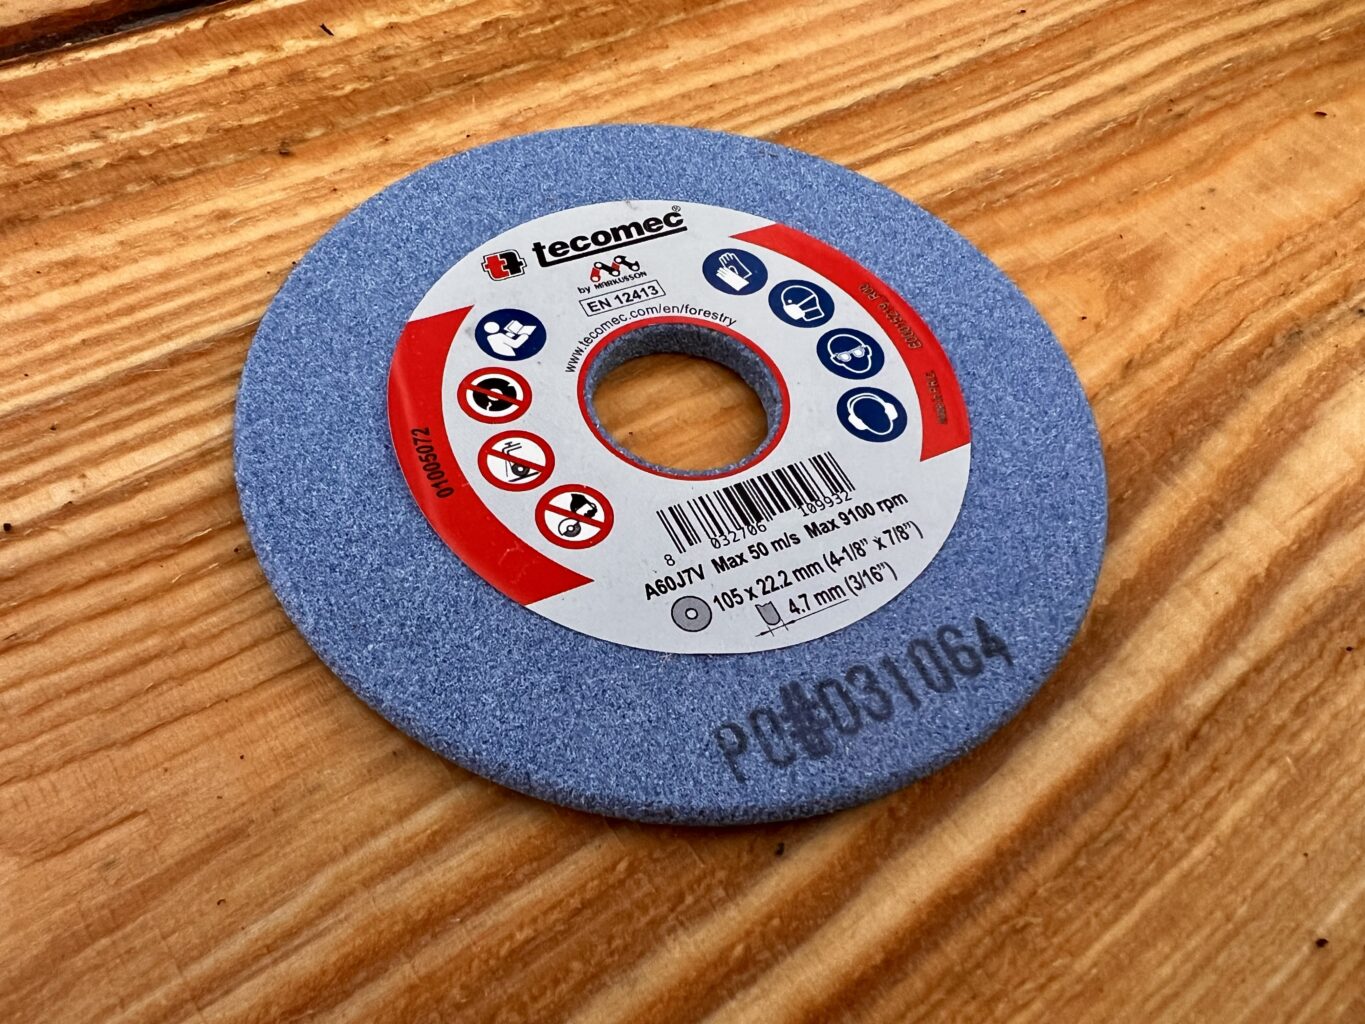 tecomec®
by MARKUSSON
EN 12413
www.tecomec.com/en/forestry
01005072
8 032706 109932
A60J7V Max 50 m/s Max 9100 rpm
105 x 22.2 mm (4-1/8" x 7/8")
4.7 mm (3/16")
PO#031064